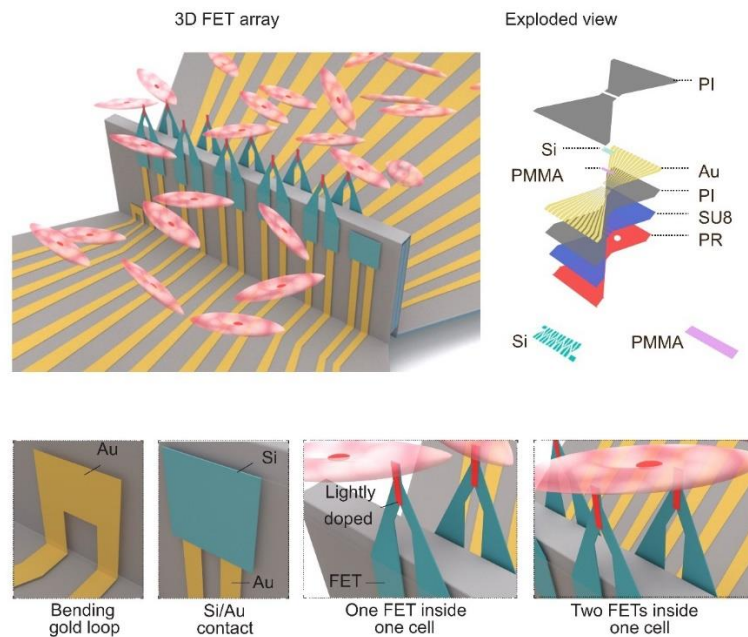 3D FET array
Exploded view
PI
Si
PMMA
Au
PI
SU8
PR
Si
PMMA
Au
Bending
gold loop
Si
Au
Si/Au
contact
Lightly
doped
FET
One FET inside
one cell
Two FETs inside
one cell